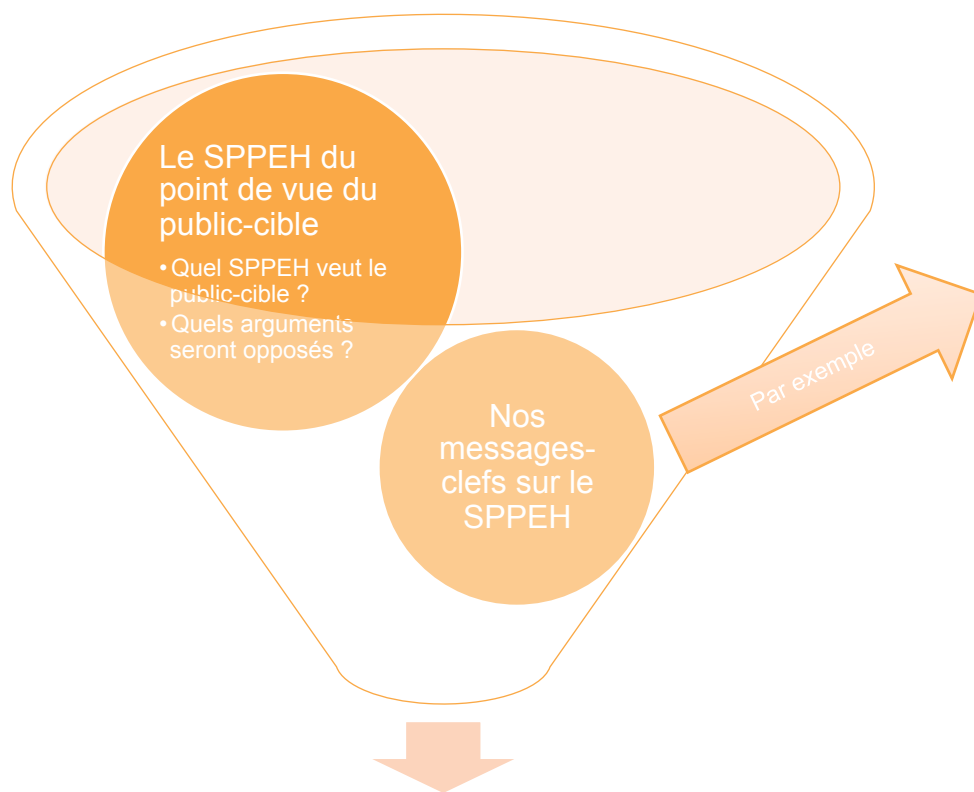 Le SPPEH du
point de vue du
public-cible
• Quel SPPEH veut le
public-cible ?
• Quels arguments
seront opposés ?
Nos
messages-
clefs sur le
SPPEH
Par exemple